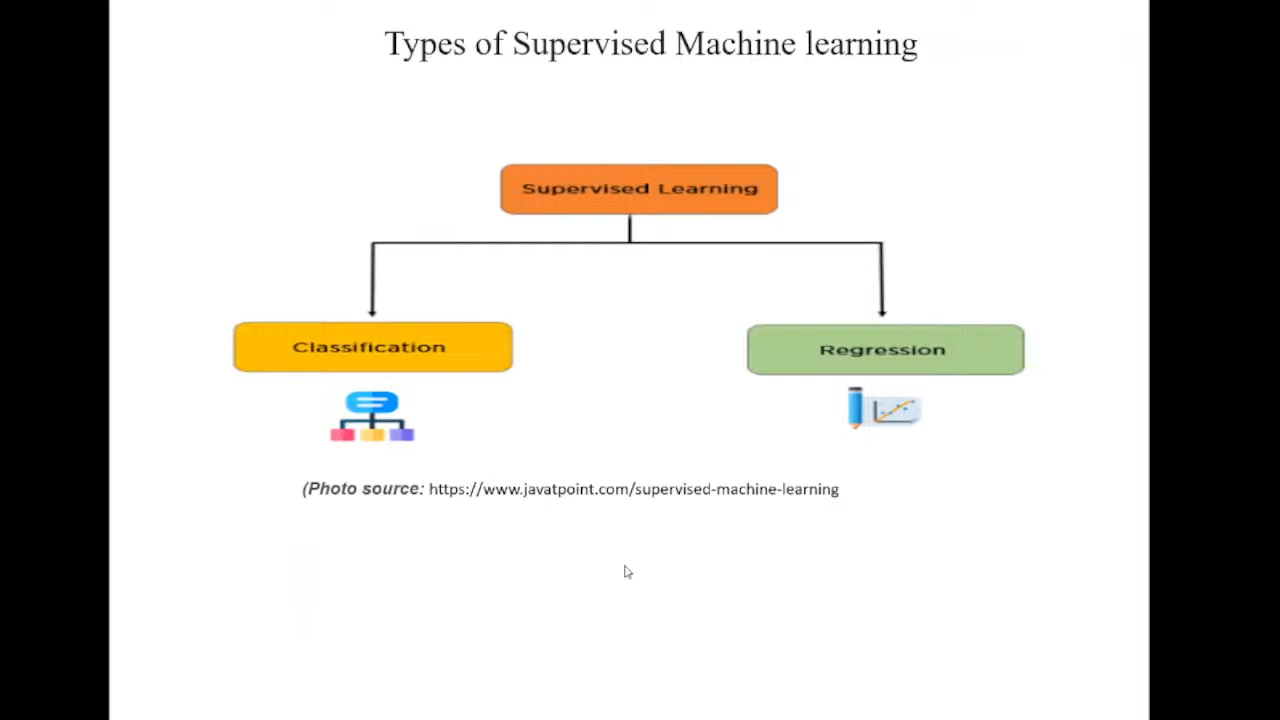 Types of Supervised Machine learning
Supervised Learning
Classification
Regression
(Photo source: https://www.javatpoint.com/supervised-machine-learning